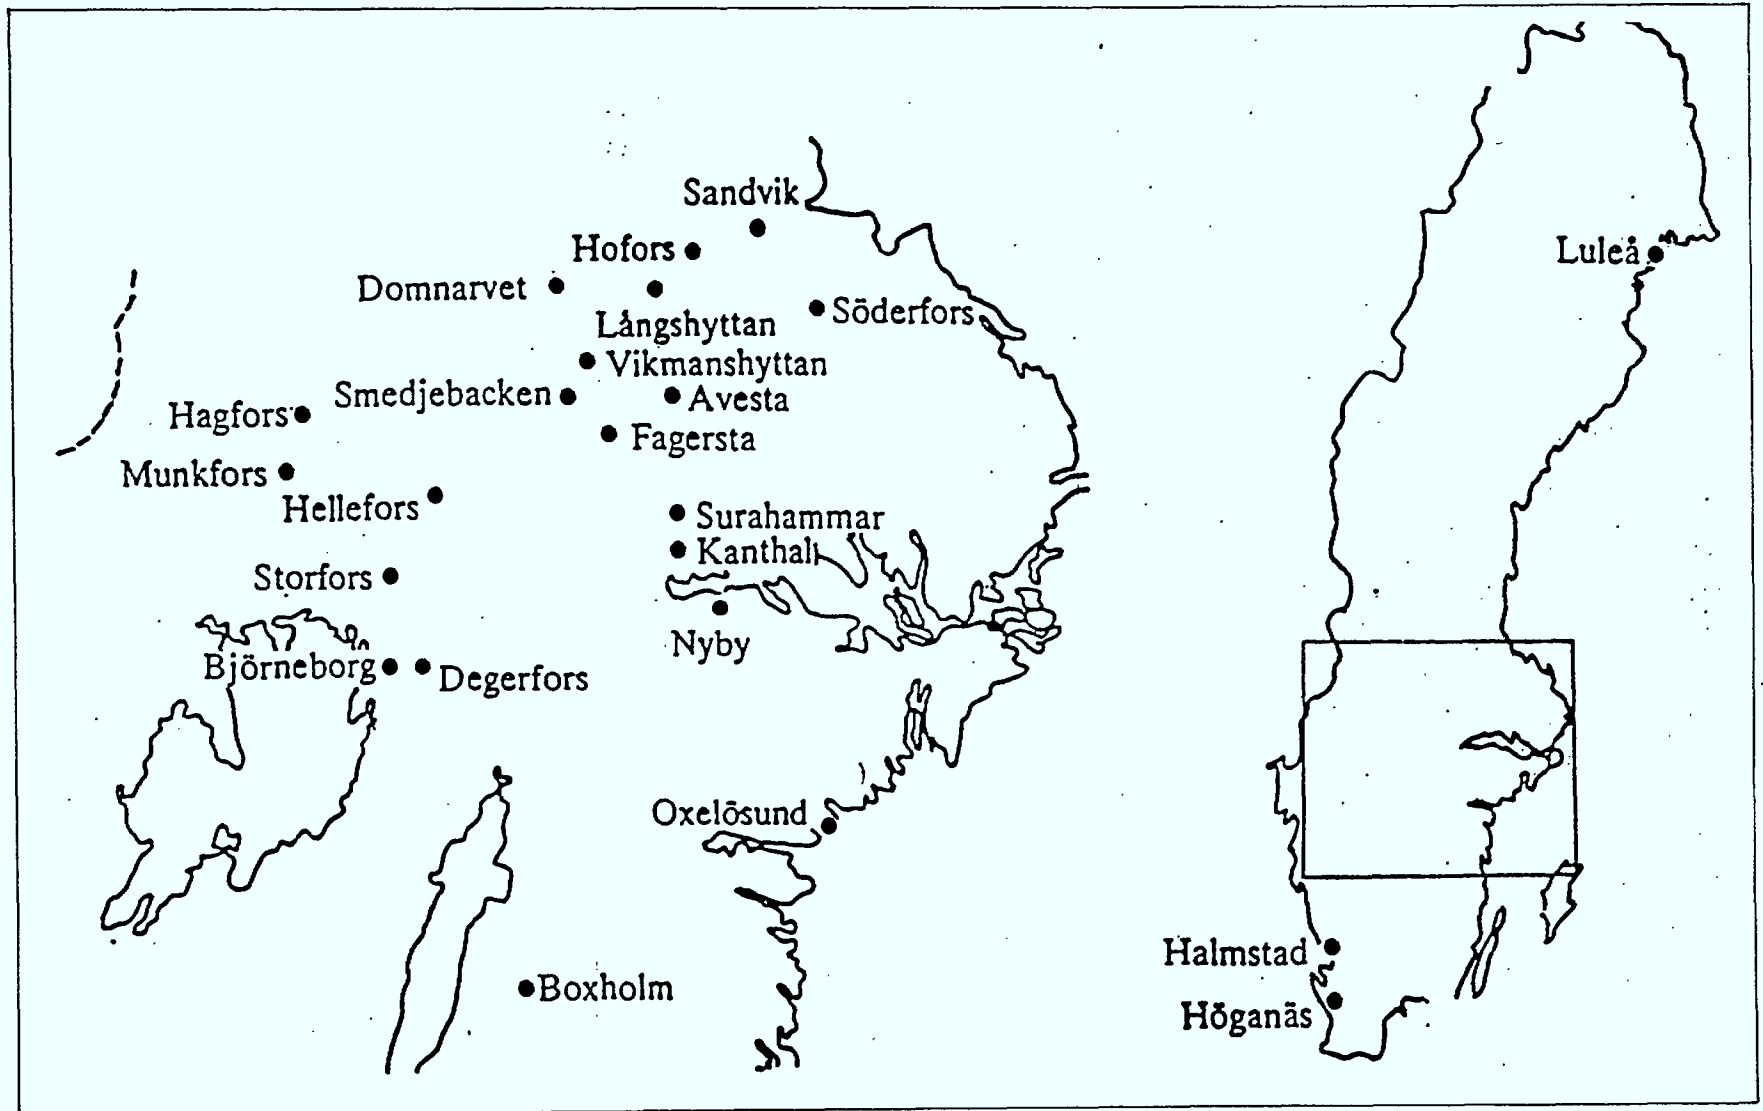 Sandvik
Hofors
Domnarvet
Långshyttan
Söderfors
Vikmanshyttan
Smedjebacken
Avesta
Hagfors
Fagersta
Munkfors
Hellefors
Surahammar
Kanthal
Storfors
Nyby
Björneborg
Degerfors
Oxelösund
Boxholm
Luleå
Halmstad
Höganäs